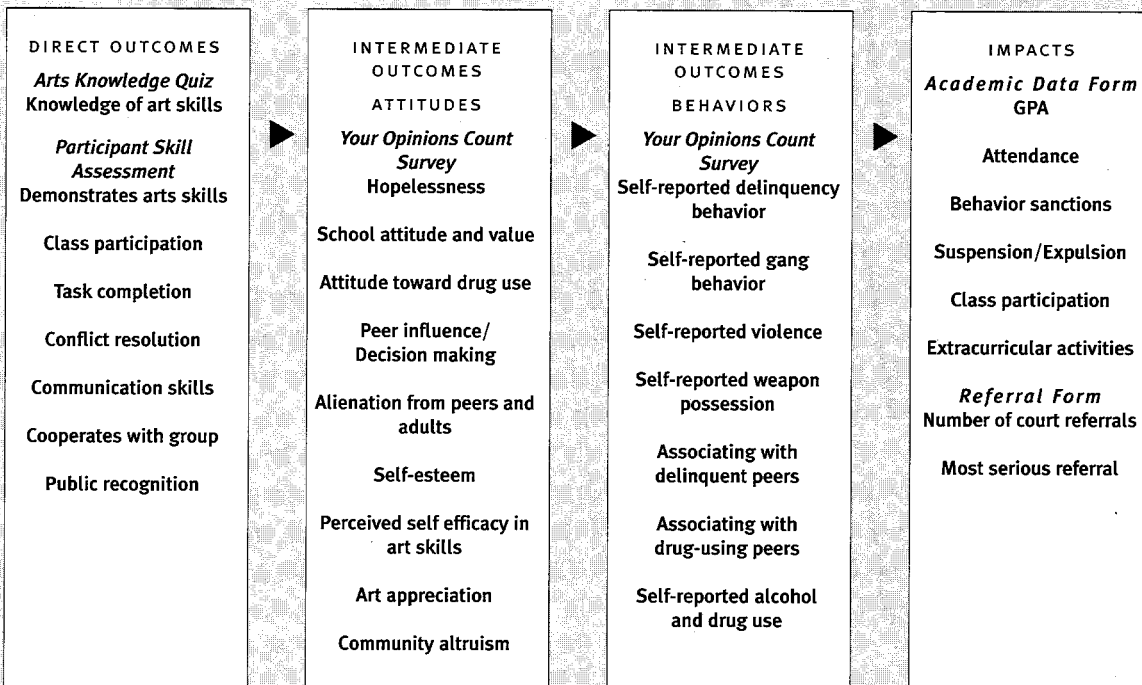 DIRECT OUTCOMES
Arts Knowledge Quiz
Knowledge of art skills
Participant Skill
Assessment
Demonstrates arts skills
Class participation
Task completion
Conflict resolution
Communication skills
Cooperates with group
Public recognition
INTERMEDIATE
OUTCOMES
ATTITUDES
Your Opinions Count
Survey
Hopelessness
School attitude and value
Attitude toward drug use
Peer influence/
Decision making
Alienation from peers and
adults
Self-esteem
Perceived self efficacy in
art skills
Art appreciation
Community altruism
INTERMEDIATE
OUTCOMES
BEHAVIORS
Your Opinions Count
Survey
Self-reported delinquency
behavior
Self-reported gang
behavior
Self-reported violence
Self-reported weapon
possession
Associating with
delinquent peers
Associating with
drug-using peers
Self-reported alcohol
and drug use
IMPACTS
Academic Data Form
GPA
Attendance
Behavior sanctions
Suspension/Expulsion
Class participation
Extracurricular activities
Referral Form
Number of court referrals
Most serious referral